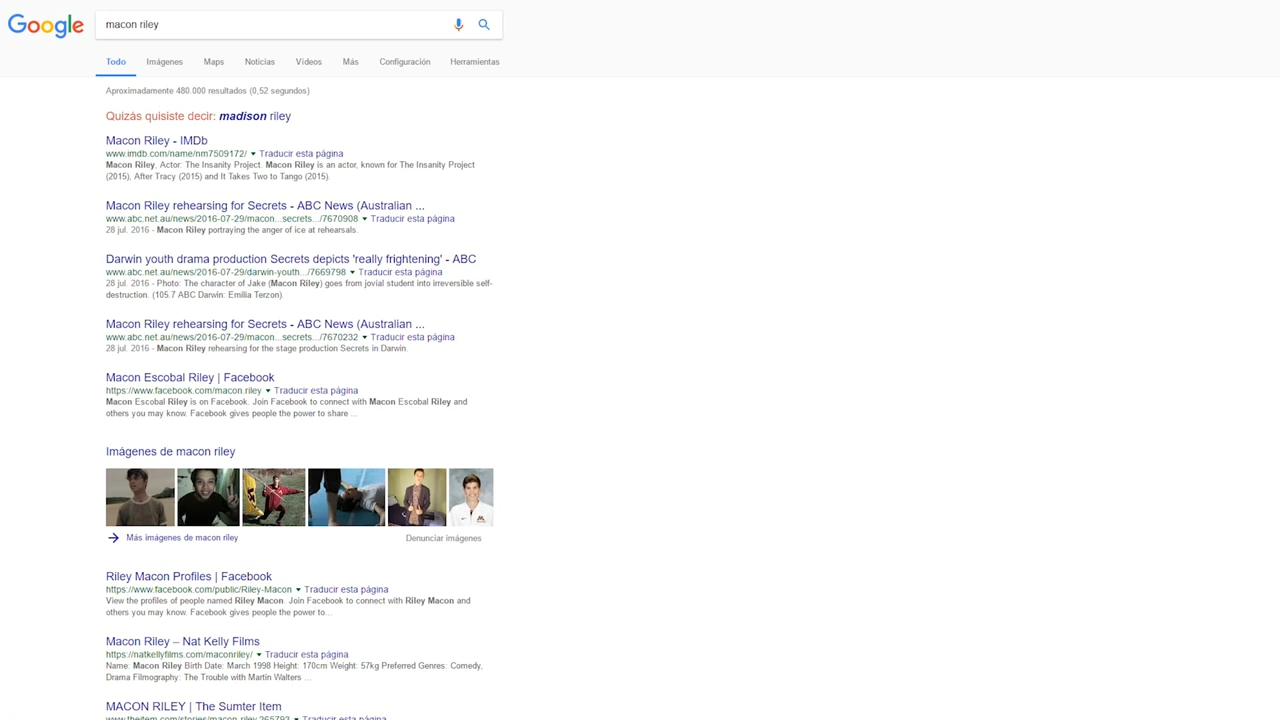 Google
macon riley
Todo Imágenes Maps Noticias Vídeos Más Configuración Herramientas
Aproximadamente 480.000 resultados (0,52 segundos)
Quizás quisiste decir: madison riley
Macon Riley - IMDb
www.imdb.com/name/nm7509172/ ▼ Traducir esta página
Macon Riley, Actor: The Insanity Project. Macon Riley is an actor, known for The Insanity Project
(2015), After Tracy (2015) and It Takes Two to Tango (2015).
Macon Riley rehearsing for Secrets - ABC News (Australian ...
www.abc.net.au/news/2016-07-29/macon...secrets.../7670908 ▼ Traducir esta página
28 jul. 2016 - Macon Riley portraying the anger of ice at rehearsals.
Darwin youth drama production Secrets depicts 'really frightening' - ABC
www.abc.net.au/news/2016-07-29/darwin-youth.../7669798 ▼ Traducir esta página
28 jul. 2016 - Photo: The character of Jake (Macon Riley) goes from jovial student into irreversible self-
destruction. (105.7 ABC Darwin: Emilia Terzon).
Macon Riley rehearsing for Secrets - ABC News (Australian ...
www.abc.net.au/news/2016-07-29/macon...secrets.../7670232 ▼ Traducir esta página
28 jul. 2016 - Macon Riley rehearsing for the stage production Secrets in Darwin.
Macon Escobal Riley | Facebook
https://www.facebook.com/macon.riley ▼ Traducir esta página
Macon Escobal Riley is on Facebook. Join Facebook to connect with Macon Escobal Riley and
others you may know. Facebook gives people the power to share ...
Imágenes de macon riley
Más imágenes de macon riley Denunciar imágenes
Riley Macon Profiles | Facebook
https://www.facebook.com/public/Riley-Macon ▼ Traducir esta página
View the profiles of people named Riley Macon. Join Facebook to connect with Riley Macon and
others you may know. Facebook gives people the power to...
Macon Riley – Nat Kelly Films
https://natkellyfilms.com/maconriley/ ▼ Traducir esta página
Name: Macon Riley Birth Date: March 1998 Height: 170cm Weight: 57kg Preferred Genres: Comedy,
Drama Filmography: The Trouble with Martin Walters ...
MACON RILEY | The Sumter Item
www.theitem.com/stories/macon-riley,265793 ▼ Traducir esta página